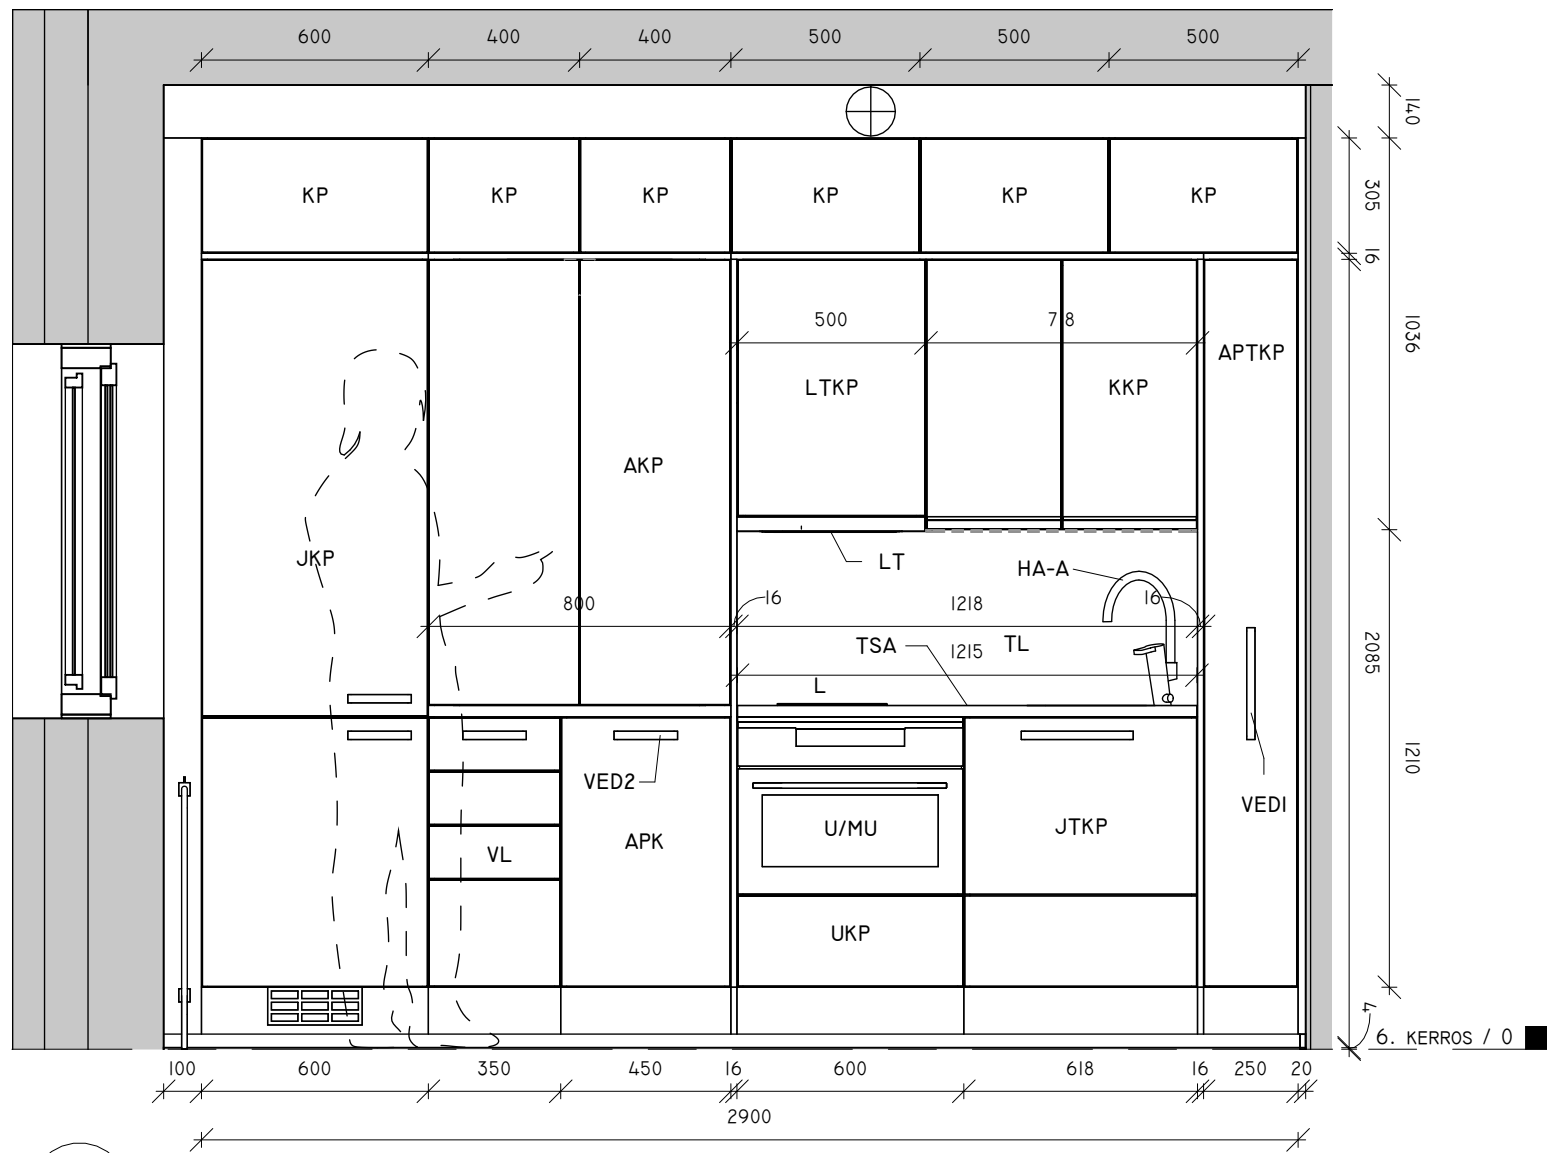 600 400 400 500 500 500
140
KP KP KP KP KP KP
305
16
500 718
1036
APTKP
LTKP KKP
AKP
JKP LT HA-A
800 16 1218 16
TSA 1215 TL
2085
L
1210
VED2 VED1
U/MU JTKP
APK
VL
UKP
4
6. KERROS / 0
100 600 350 450 16 600 618 16 250 20
2900